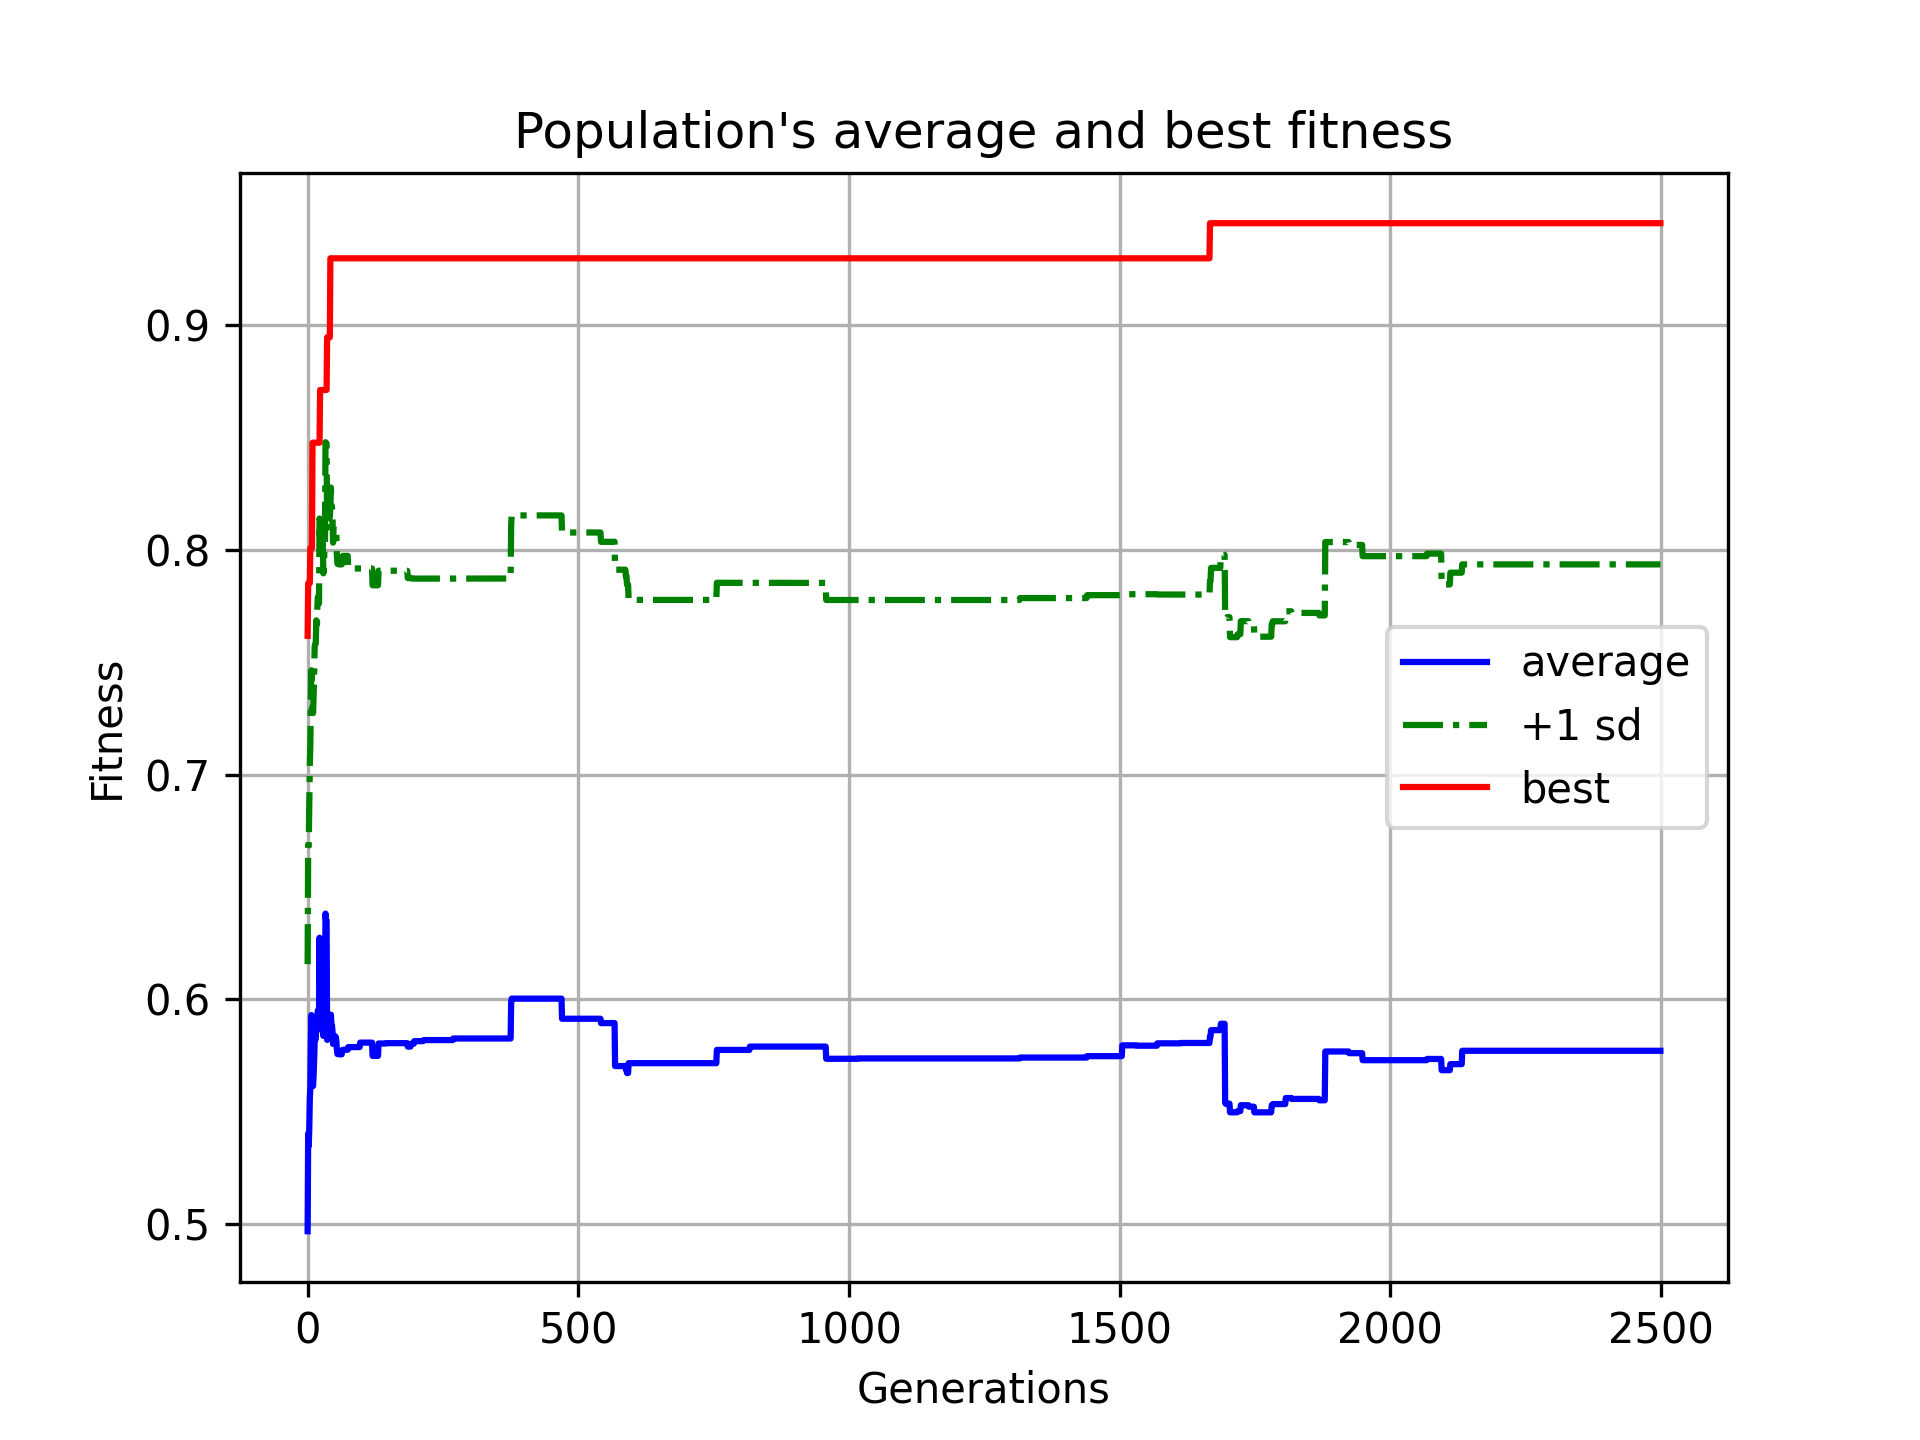 Population's average and best fitness
Fitness
0.9
0.8
0.7
0.6
0.5
average
+1 sd
best
0 500 1000 1500 2000 2500
Generations